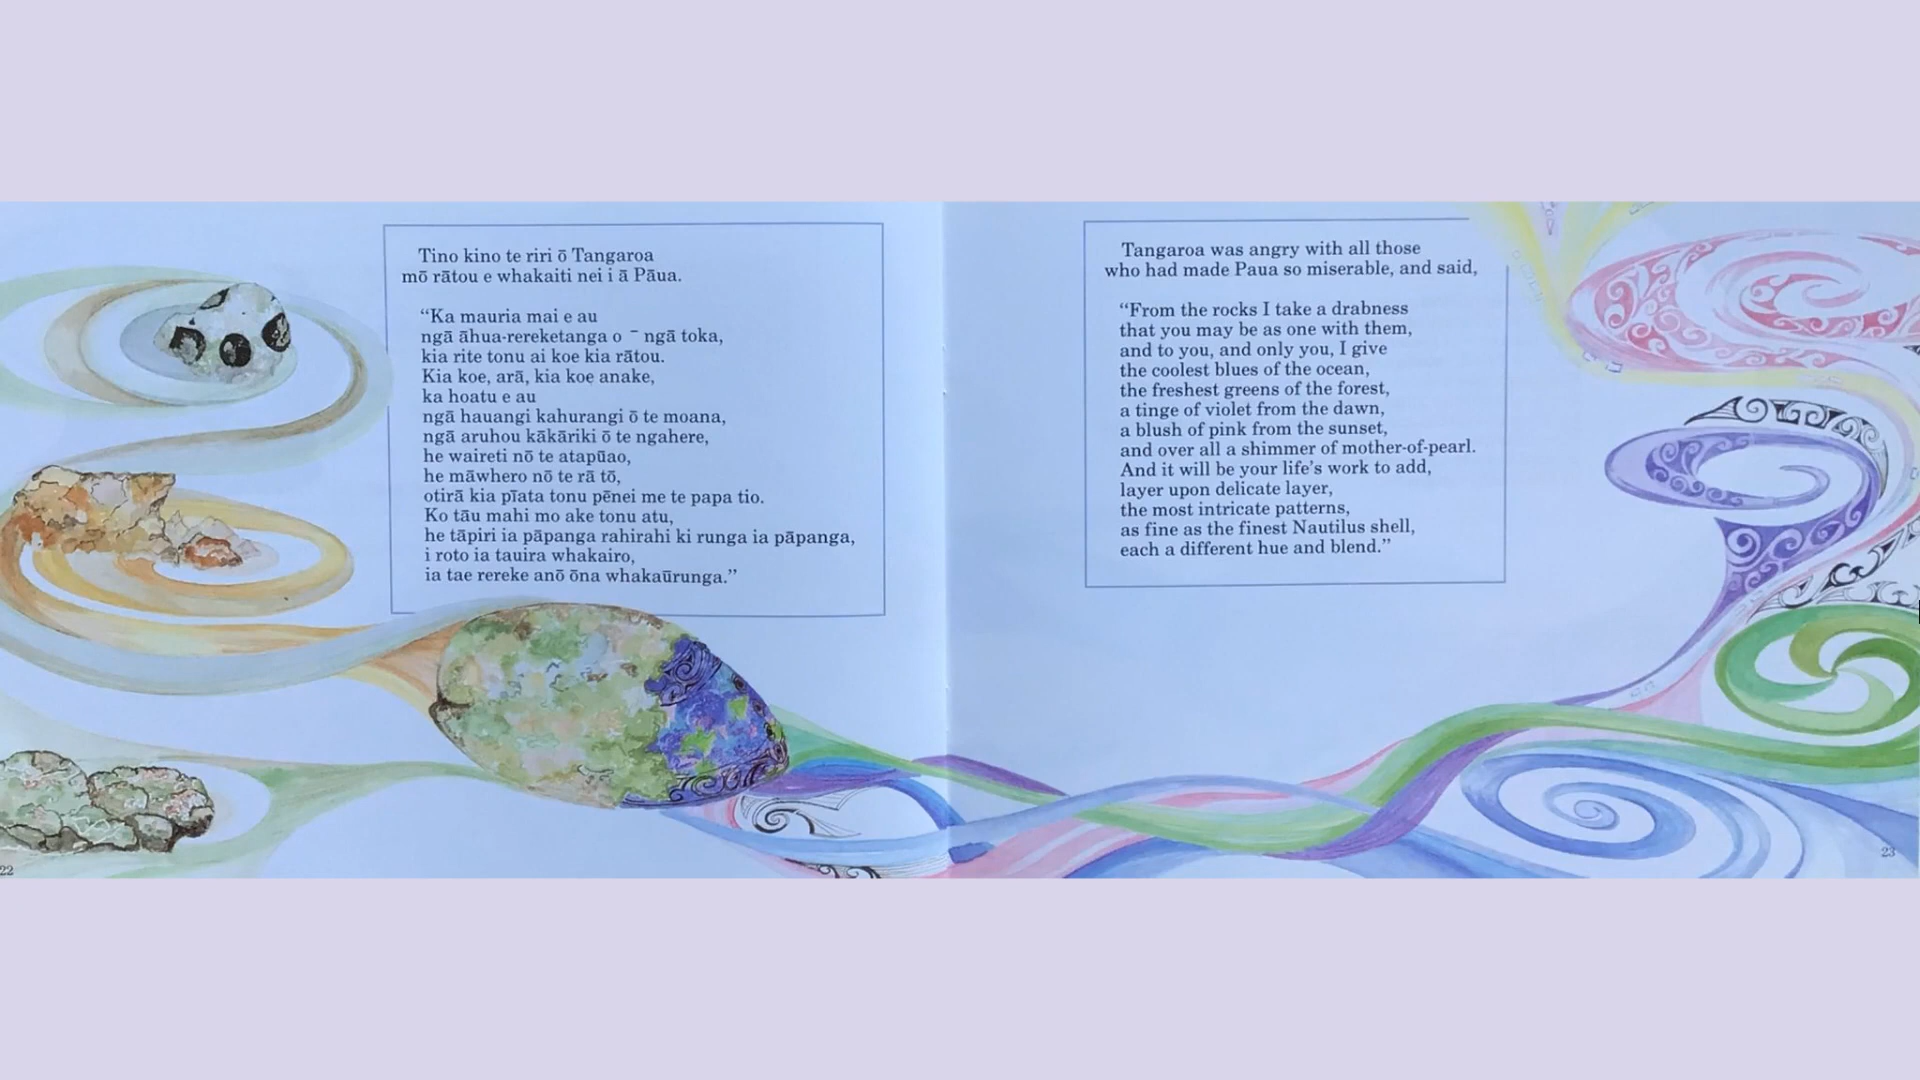 Tino kino te riri ō Tangaroa
mō rātou e whakaiti nei i ā Pāua.
“Ka mauria mai e au
ngā āhua-rereketanga o ¯ ngā toka,
kia rite tonu ai koe kia rātou.
Kia koe, arā, kia koe anake,
ka hoatu e au
ngā hauangi kahurangi ō te moana,
ngā aruhou kākāriki ō te ngahere,
he waireti nō te atapūao,
he māwhero nō te rā tō,
otirā kia pīata tonu pēnei me te papa tio.
Ko tāu mahi mo ake tonu atu,
he tāpiri ia pāpanga rahirahi ki runga ia pāpanga,
i roto ia tauira whakairo,
ia tae rereke anō ōna whakaūrunga.”
22
Tangaroa was angry with all those
who had made Paua so miserable, and said,
“From the rocks I take a drabness
that you may be as one with them,
and to you, and only you, I give
the coolest blues of the ocean,
the freshest greens of the forest,
a tinge of violet from the dawn,
a blush of pink from the sunset,
and over all a shimmer of mother-of-pearl.
And it will be your life’s work to add,
layer upon delicate layer,
the most intricate patterns,
as fine as the finest Nautilus shell,
each a different hue and blend.”
23